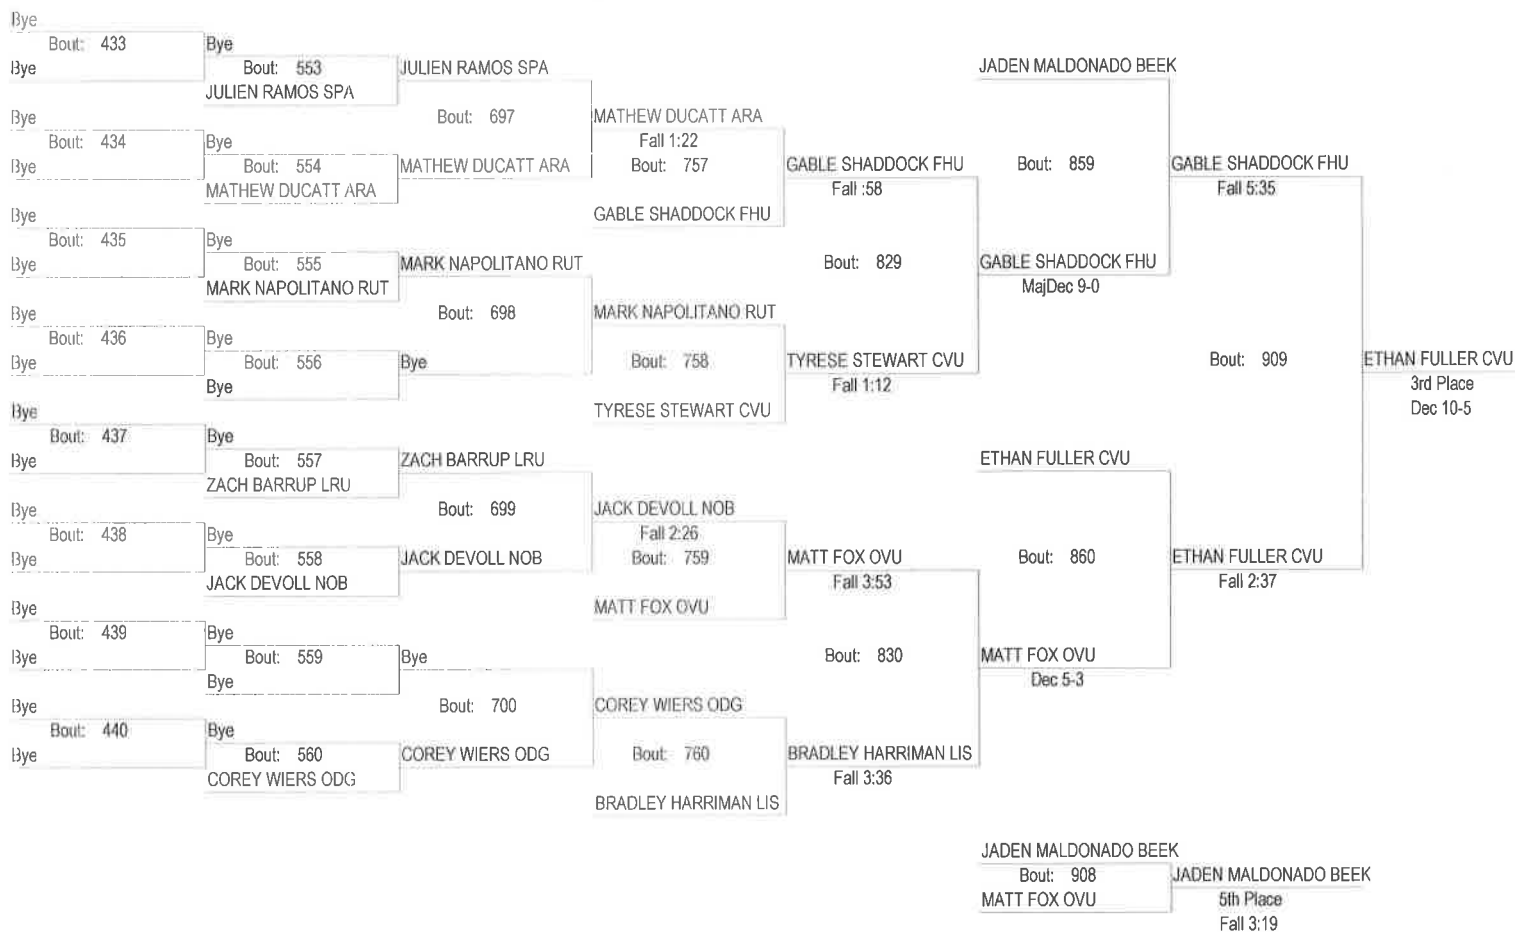 Bye
Bout: 433
Bye
Bye
Bout: 553
JULIEN RAMOS SPA
JULIEN RAMOS SPA
Bye
Bout: 434
Bye
Bye
Bout: 554
MATHEW DUCATT ARA
Bout: 697
MATHEW DUCATT ARA
MATHEW DUCATT ARA
Fall 1:22
Bout: 757
GABLE SHADDOCK FHU
GABLE SHADDOCK FHU
Fall :58
Bye
Bout: 435
Bye
Bye
Bout: 555
MARK NAPOLITANO RUT
MARK NAPOLITANO RUT
Bye
Bout: 436
Bye
Bye
Bout: 556
Bye
Bout: 698
Bye
MARK NAPOLITANO RUT
Bout: 758
TYRESE STEWART CVU
TYRESE STEWART CVU
Fall 1:12
Bout: 829
JADEN MALDONADO BEEK
Bout: 859
GABLE SHADDOCK FHU
MajDec 9-0
GABLE SHADDOCK FHU
Fall 5:35
Bye
Bout: 437
Bye
Bye
Bout: 557
ZACH BARRUP LRU
ZACH BARRUP LRU
Bye
Bout: 438
Bye
Bye
Bout: 558
JACK DEVOLL NOB
Bout: 699
JACK DEVOLL NOB
JACK DEVOLL NOB
Fall 2:26
Bout: 759
MATT FOX OVU
MATT FOX OVU
Fall 3:53
Bye
Bout: 439
Bye
Bye
Bout: 559
Bye
Bye
Bye
Bout: 440
Bye
Bye
Bout: 560
COREY WIERS ODG
Bout: 700
COREY WIERS ODG
COREY WIERS ODG
Bout: 760
BRADLEY HARRIMAN LIS
BRADLEY HARRIMAN LIS
Fall 3:36
Bout: 830
ETHAN FULLER CVU
Bout: 860
MATT FOX OVU
Dec 5-3
ETHAN FULLER CVU
Fall 2:37
Bout: 909
ETHAN FULLER CVU
3rd Place
Dec 10-5
JADEN MALDONADO BEEK
Bout: 908
MATT FOX OVU
JADEN MALDONADO BEEK
5th Place
Fall 3:19